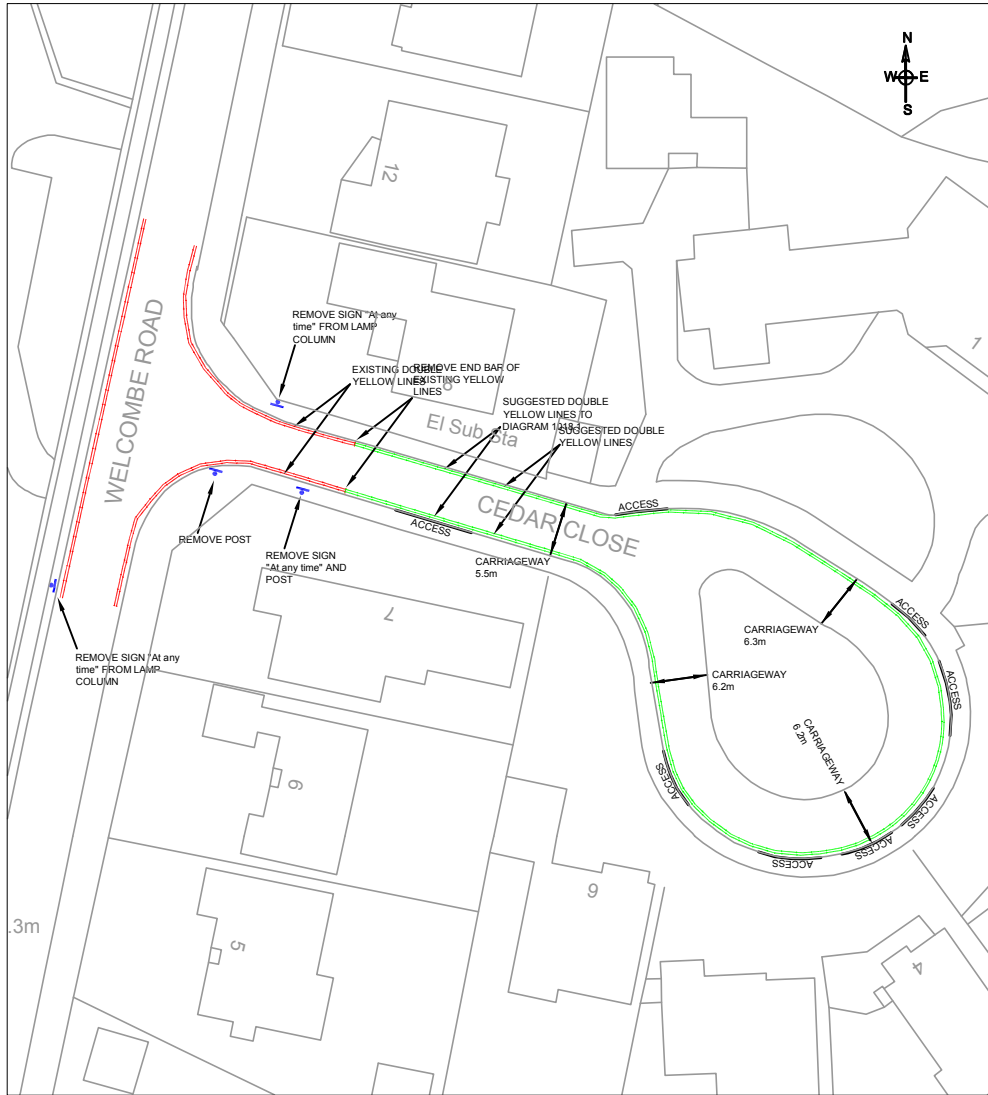 N
W E
S
12
REMOVE SIGN "At any
time" FROM LAMP
COLUMN
WELCOMBE ROAD
EXISTING DOUBLE
YELLOW LINES
REMOVE END BAR OF
EXISTING YELLOW
LINES
8
El Sub Sta
SUGGESTED DOUBLE
YELLOW LINES TO
DIAGRAM 1018.1
SUGGESTED DOUBLE
YELLOW LINES
1
CEDAR CLOSE
ACCESS
ACCESS
REMOVE POST
REMOVE SIGN
"At any time" AND
POST
CARRIAGEWAY
5.5m
7
CARRIAGEWAY
6.3m
ACCESS
REMOVE SIGN "At any
time" FROM LAMP
COLUMN
CARRIAGEWAY
6.2m
ACCESS
CARRIAGEWAY
6.2m
6
ACCESS
ACCESS
ACCESS
ACCESS
9
.3m
5
4